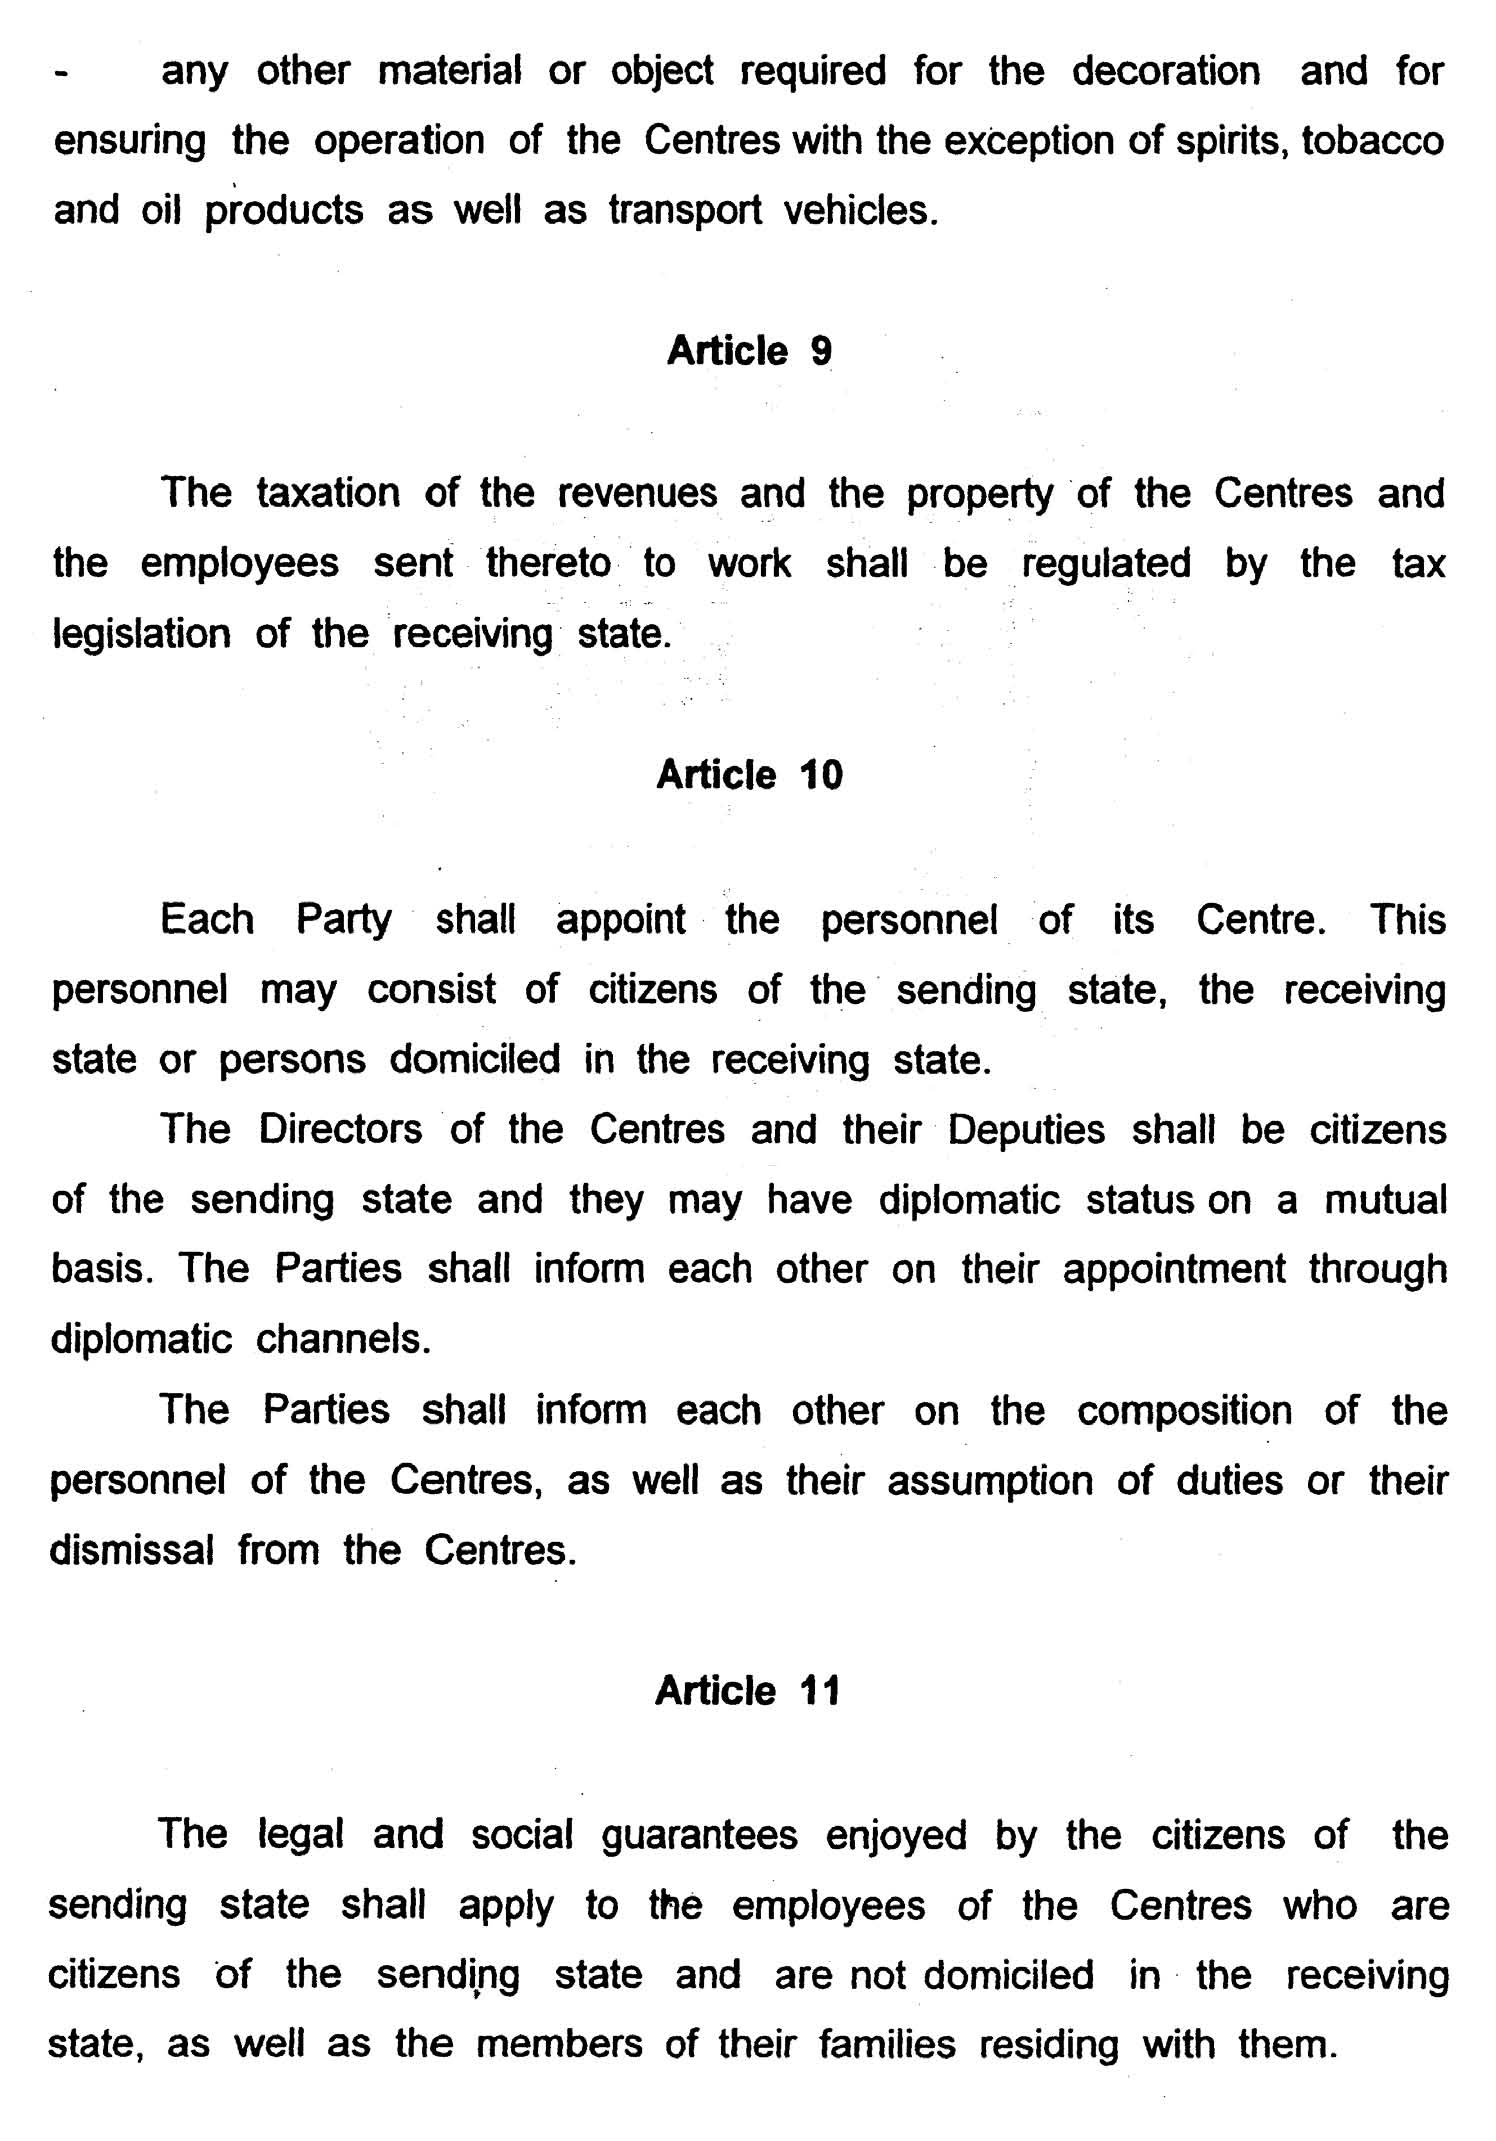 - any other material or object required for the decoration and for
ensuring the operation of the Centres with the exception of spirits, tobacco
and oil products as well as transport vehicles.
Article 9
The taxation of the revenues and the property of the Centres and
the employees sent thereto to work shall be regulated by the tax
legislation of the receiving state.
Article 10
Each Party shall appoint the personnel of its Centre. This
personnel may consist of citizens of the sending state, the receiving
state or persons domiciled in the receiving state.
The Directors of the Centres and their Deputies shall be citizens
of the sending state and they may have diplomatic status on a mutual
basis. The Parties shall inform each other on their appointment through
diplomatic channels.
The Parties shall inform each other on the composition of the
personnel of the Centres, as well as their assumption of duties or their
dismissal from the Centres.
Article 11
The legal and social guarantees enjoyed by the citizens of the
sending state shall apply to the employees of the Centres who are
citizens of the sending state and are not domiciled in the receiving
state, as well as the members of their families residing with them.